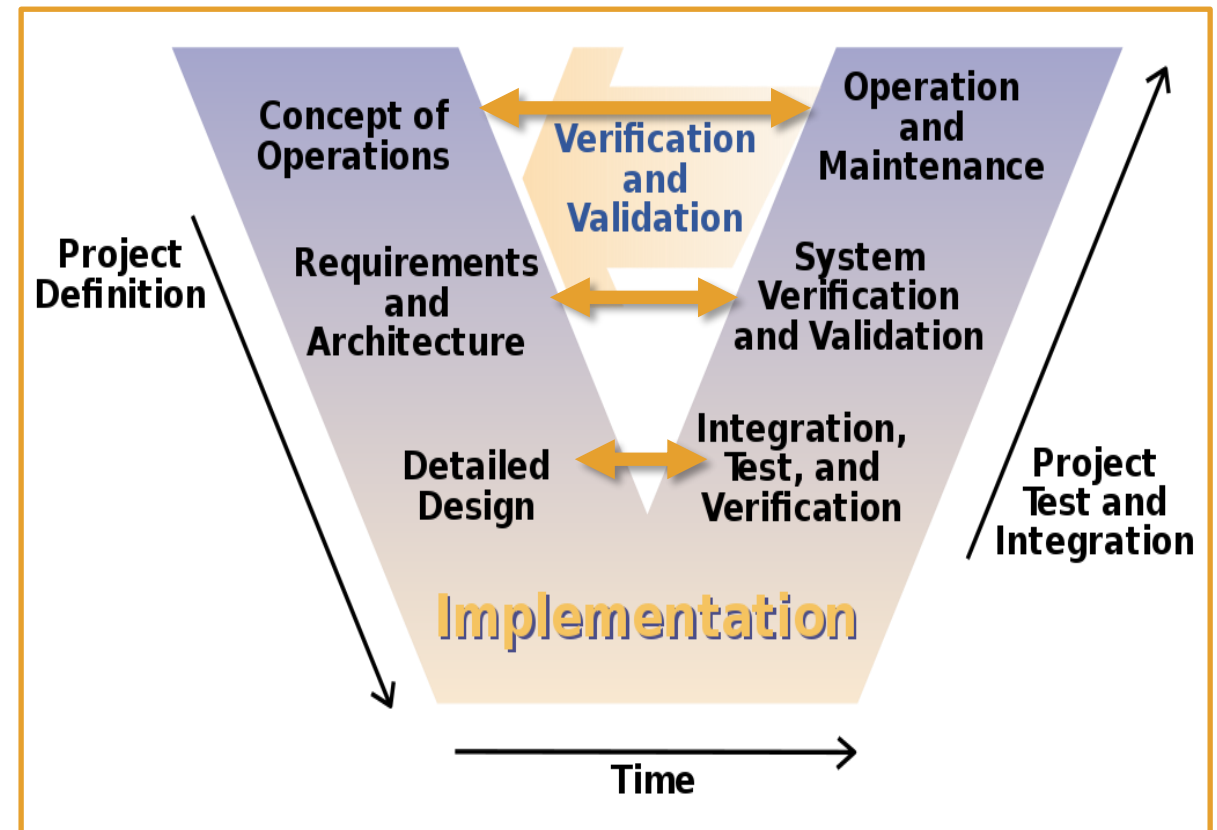 Concept of
Operations
Verification
and
Validation
Operation
and
Maintenance
Project
Definition
Requirements
and
Architecture
System
Verification
and Validation
Detailed
Design
Integration,
Test, and
Verification
Project
Test and
Integration
Implementation
Time